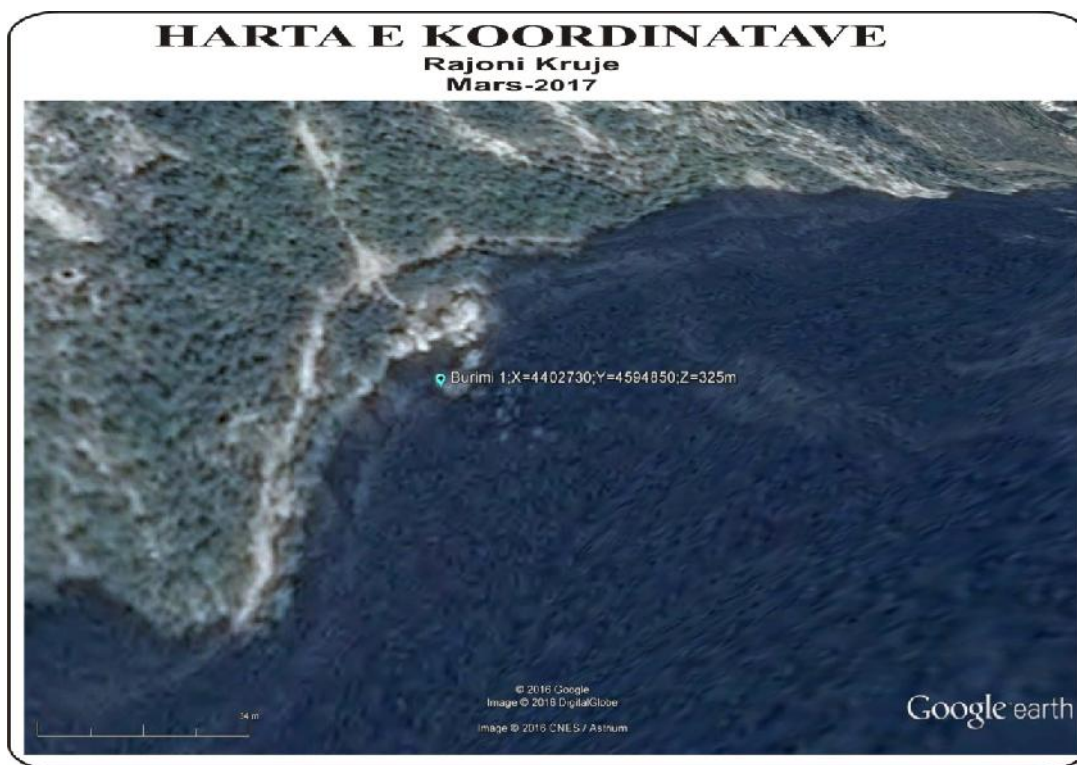 HARTA E KOORDINATAVE
Rajoni Kruje
Mars-2017
Burimi 1;X=4402730;Y=4594850;Z=325m
34 m
© 2016 Google
Image © 2016 DigitalGlobe
Image © 2016 CNES / Astrium
Google earth